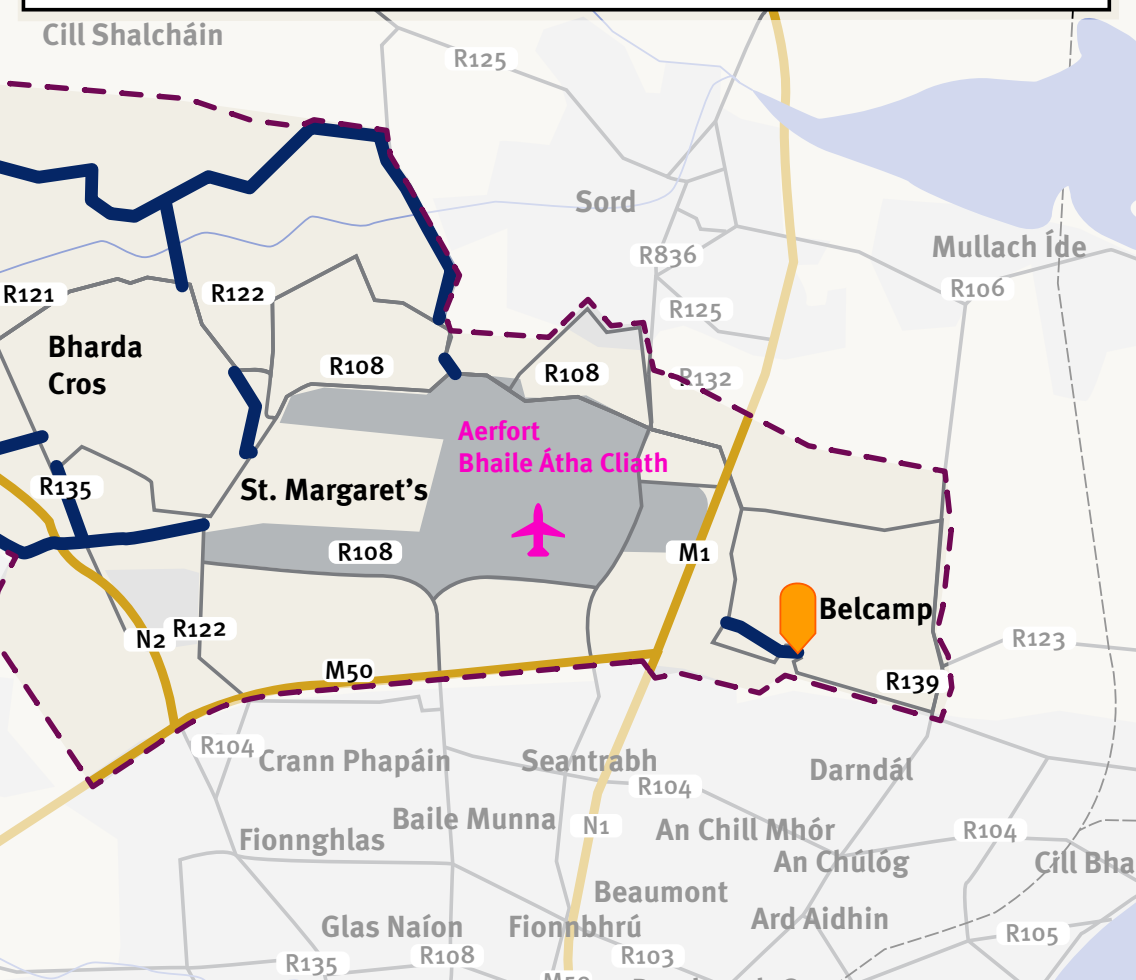 Cill Shalcháin
R125
Sord
R836
Mullach Íde
R121
R122
R106
R125
Bharda
Cros
R108
R108
R132
Aerfort
Bhaile Átha Cliath
R135
St. Margaret's
R108
M1
Belcamp
N2
R122
R123
M50
R139
R104
Crann Phapáin
Seantrabh
Darndál
R104
Baile Munna
N1
An Chill Mhór
R104
Fionnghlas
An Chúlóg
Cill Bha
Beaumont
Glas Naíon
Fionnbhrú
Ard Aidhin
R105
R135
R108
R103
M50